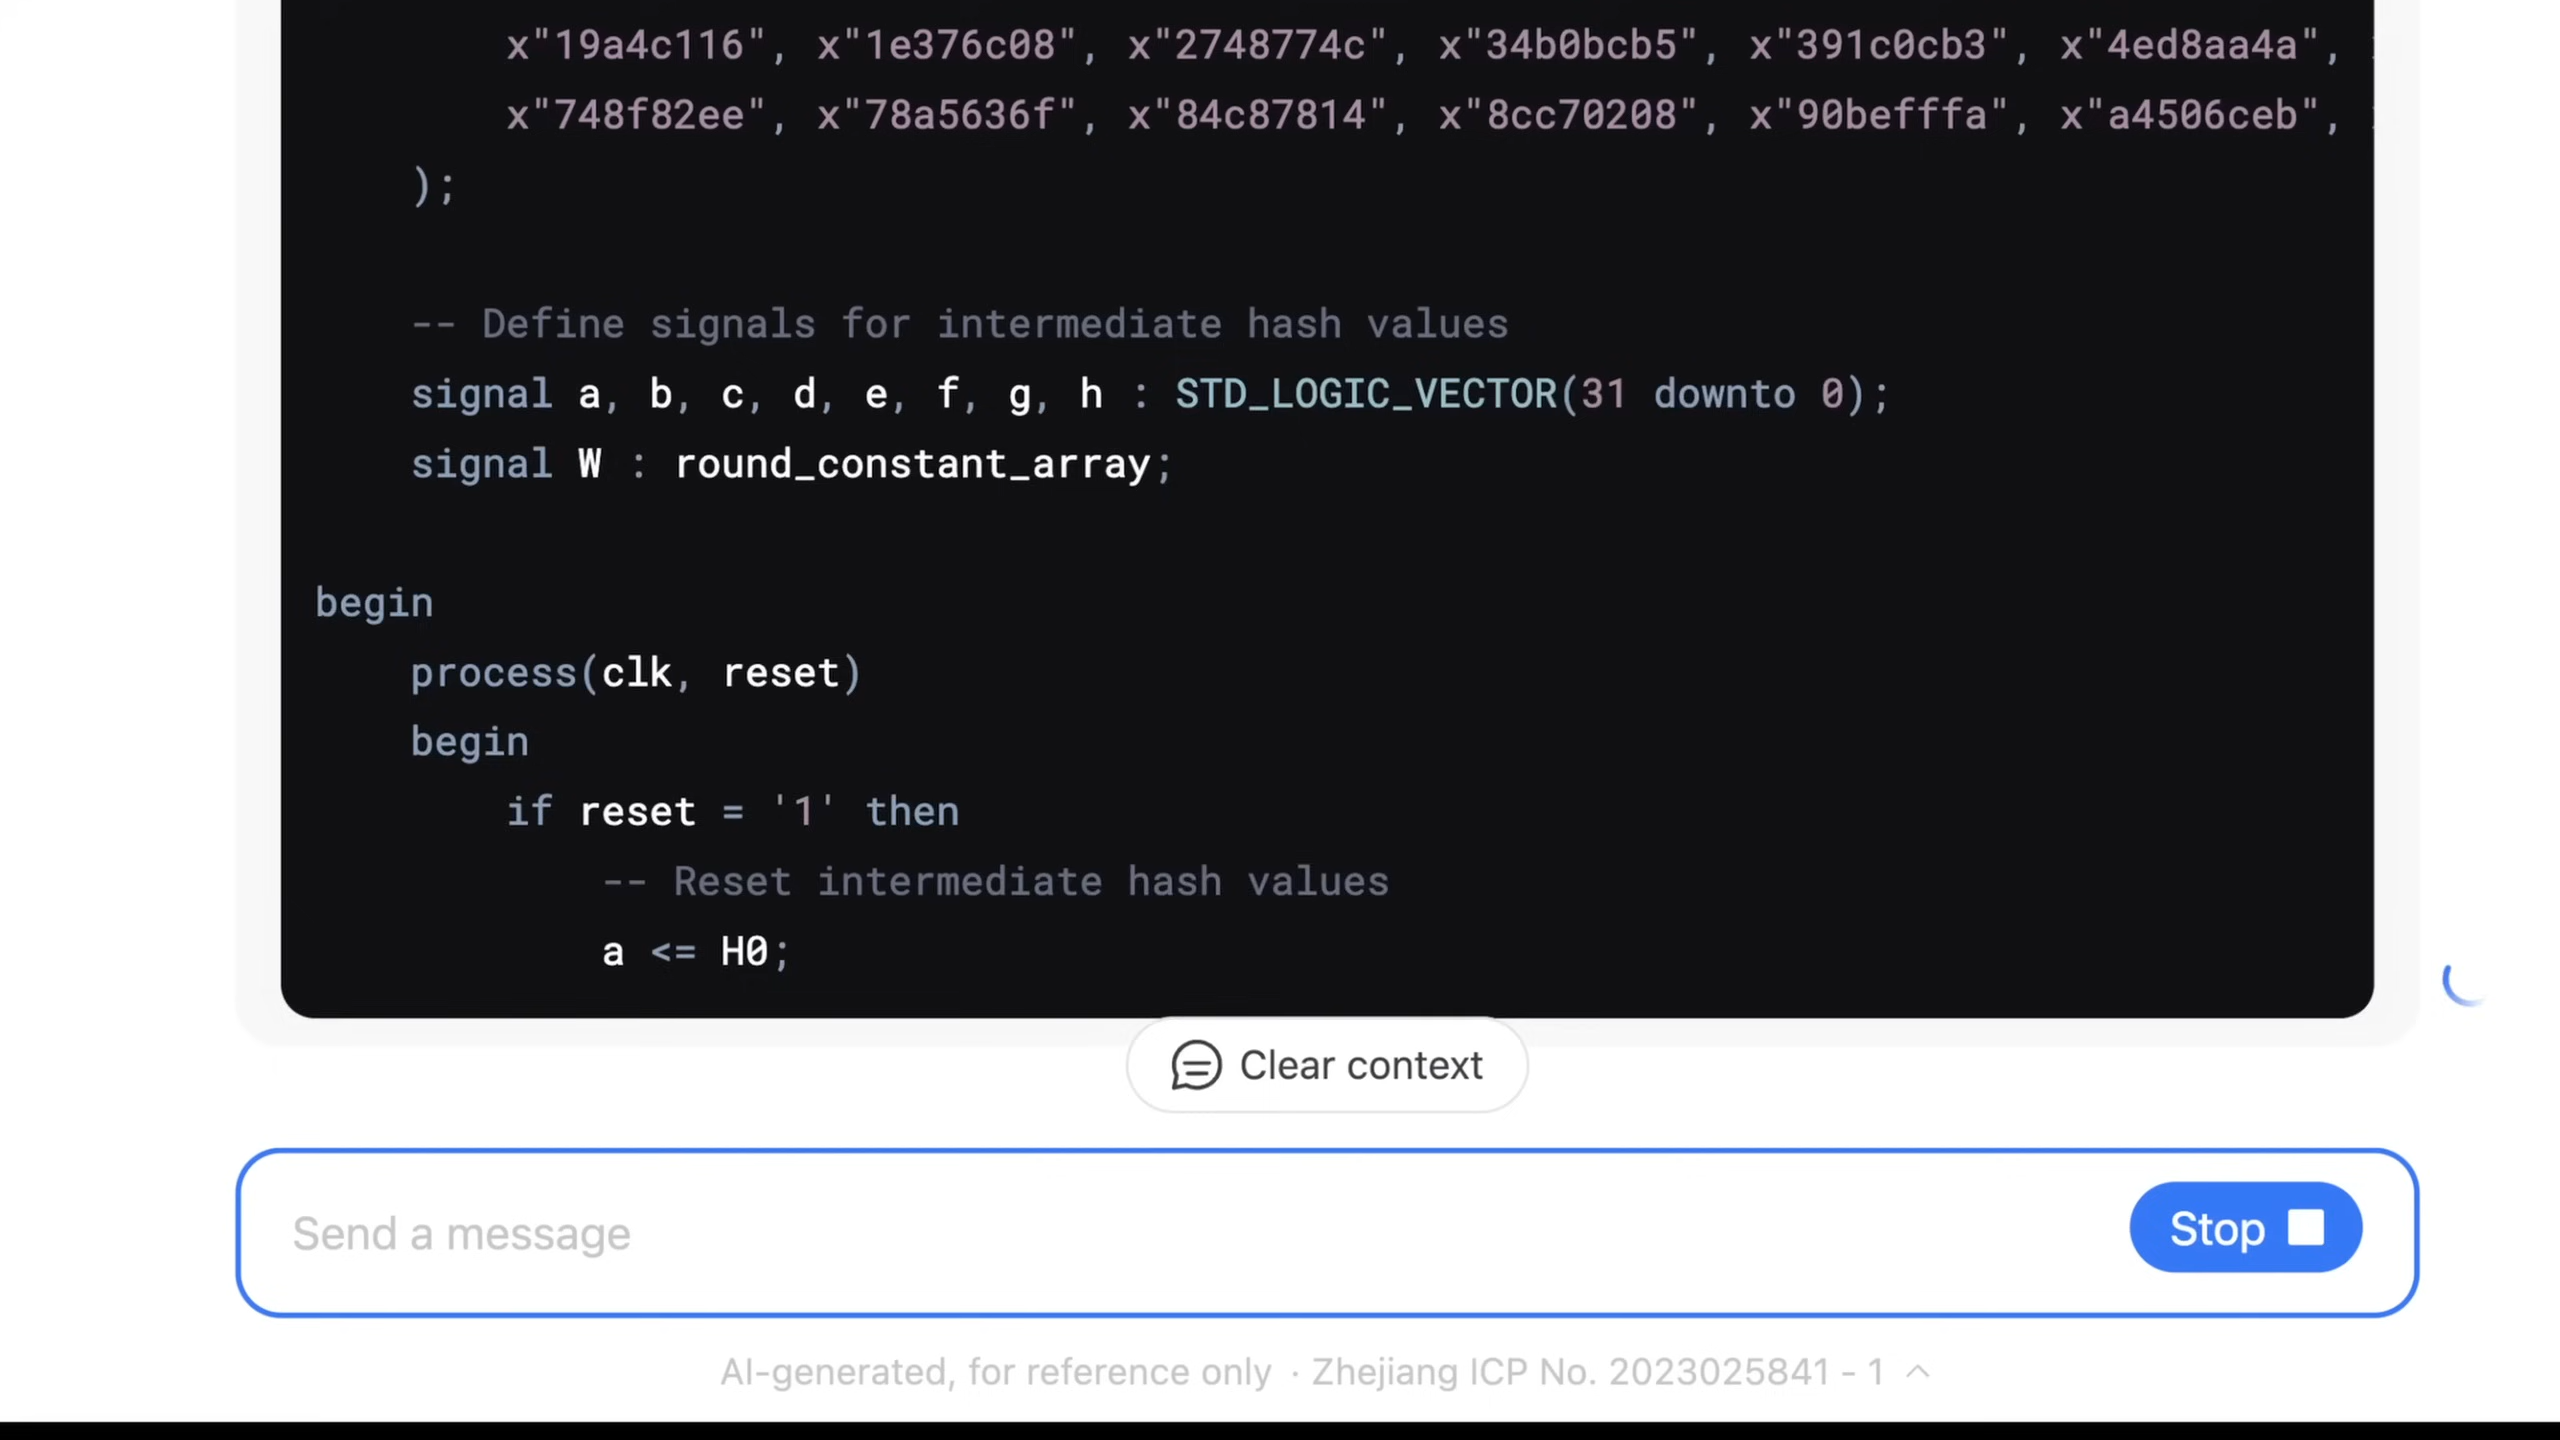 x"19a4c116", x"1e376c08", x"2748774c", x"34b0bcb5", x"391c0cb3", x"4ed8aa4a",
x"748f82ee", x"78a5636f", x"84c87814", x"8cc70208", x"90befffa", x"a4506ceb",
);
-- Define signals for intermediate hash values
signal a, b, c, d, e, f, g, h : STD_LOGIC_VECTOR(31 downto 0);
signal W : round_constant_array;
begin
process(clk, reset)
begin
if reset = '1' then
-- Reset intermediate hash values
a <= H0;
Clear context
Send a message
Stop
AI-generated, for reference only · Zhejiang ICP No. 2023025841 - 1